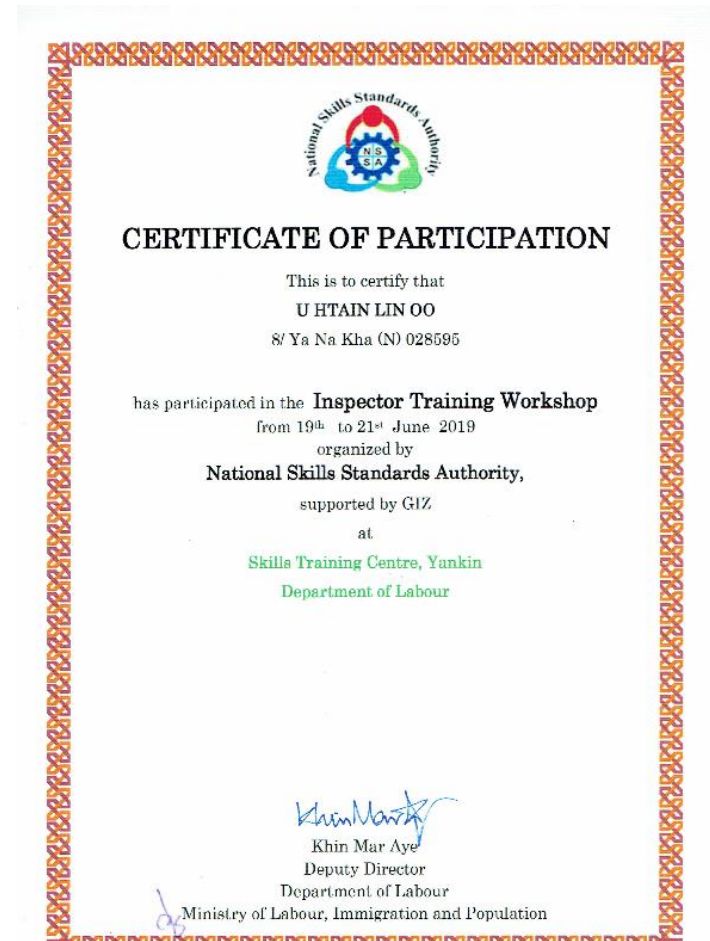 National Skills Standards Authority
N S
S A
CERTIFICATE OF PARTICIPATION
This is to certify that
U HTAIN LIN OO
8/ Ya Na Kha (N) 028595
has participated in the Inspector Training Workshop
from 19th to 21st June 2019
organized by
National Skills Standards Authority,
supported by GIZ
at
Skills Training Centre, Yankin
Department of Labour
Khin Mar Aye
Deputy Director
Department of Labour
Ministry of Labour, Immigration and Population